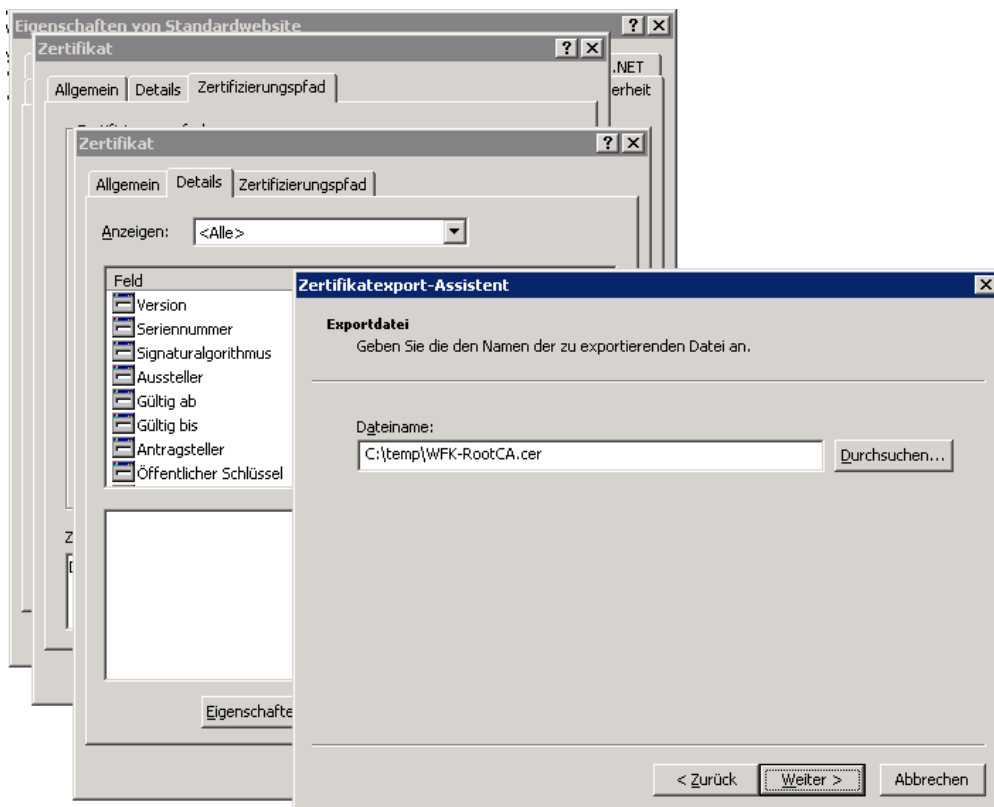 Eigenschaften von Standardwebsite
Zertifikat
.NET
Allgemein Details Zertifizierungspfad
erheit
Zertifikat
Allgemein Details Zertifizierungspfad
Anzeigen: <Alle>
Feld
Version
Seriennummer
Signaturalgorithmus
Aussteller
Gültig ab
Gültig bis
Antragsteller
Öffentlicher Schlüssel
Z
Eigenschafte
Zertifikatexport-Assistent
Exportdatei
Geben Sie die den Namen der zu exportierenden Datei an.
Dateiname:
C:\temp\WFK-RootCA.cer
Durchsuchen...
< Zurück Weiter > Abbrechen